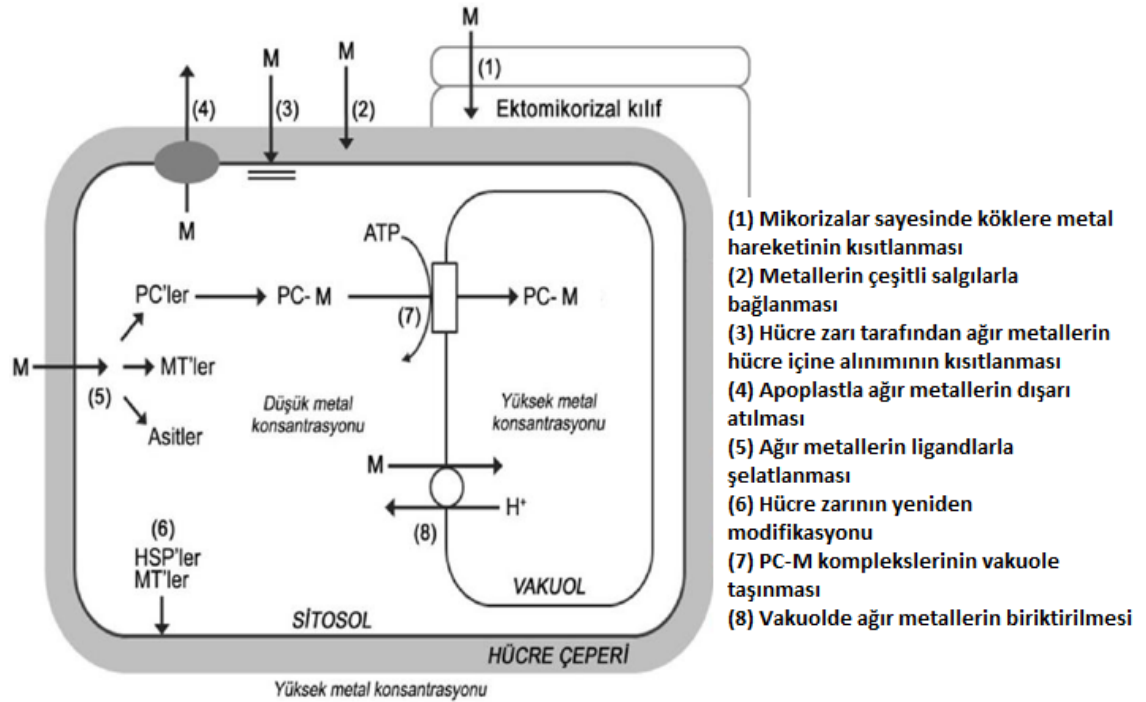 M
M
M
M
(1)
(4)
(3)
(2)
Ektomikorizal kılıf
M
ATP
PC'ler
PC- M
PC- M
(7)
M
MT'ler
(5)
Asitler
Düşük metal
konsantrasyonu
Yüksek metal
konsantrasyonu
M
H⁺
(8)
(6)
HSP'ler
MT'ler
VAKUOL
SİTOSOL
HÜCRE ÇEPERİ
Yüksek metal konsantrasyonu
(1) Mikorizalar sayesinde köklere metal
hareketinin kısıtlanması
(2) Metallerin çeşitli salgılarla
bağlanması
(3) Hücre zarı tarafından ağır metallerin
hücre içine alınımının kısıtlanması
(4) Apoplastla ağır metallerin dışarı
atılması
(5) Ağır metallerin ligandlarla
şelatlanması
(6) Hücre zarının yeniden
modifikasyonu
(7) PC-M komplekslerinin vakuole
taşınması
(8) Vakuolde ağır metallerin biriktirilmesi